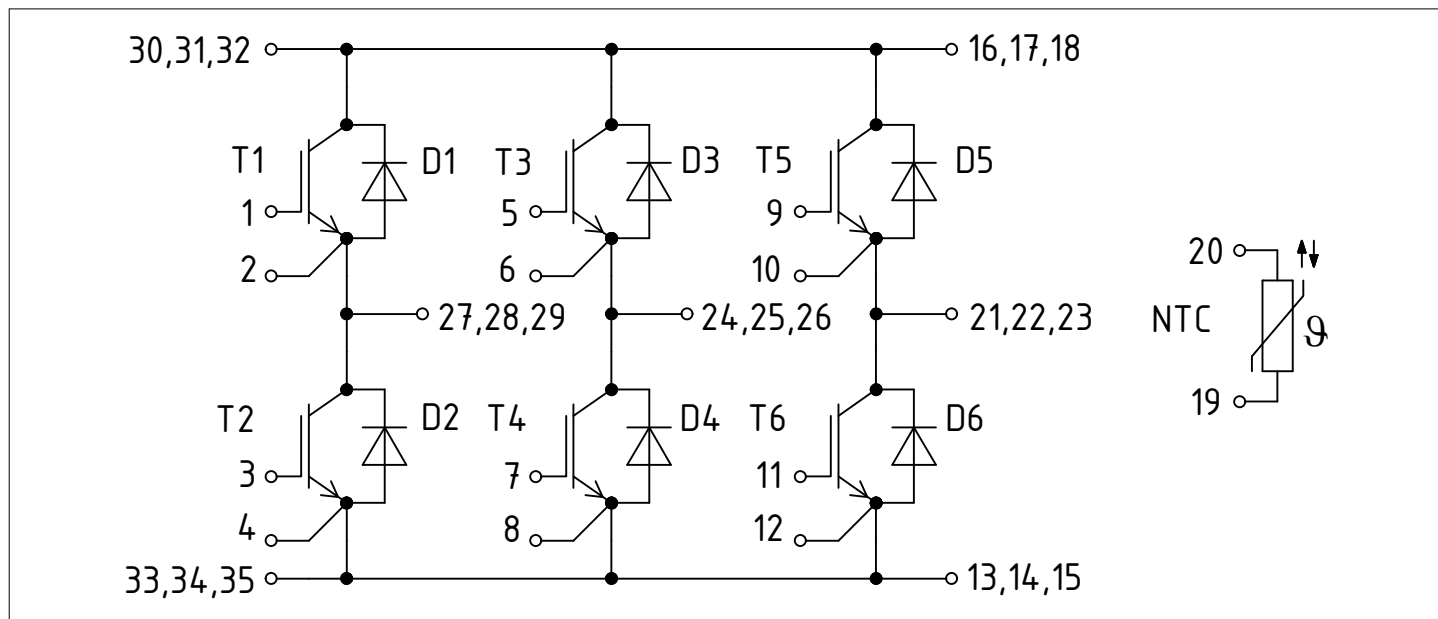 30,31,32
16,17,18
T1
D1
T3
D3
T5
D5
1
5
9
2
6
10
20
27,28,29
24,25,26
21,22,23
NTC
ϑ
19
T2
D2
T4
D4
T6
D6
3
7
11
4
8
12
33,34,35
13,14,15